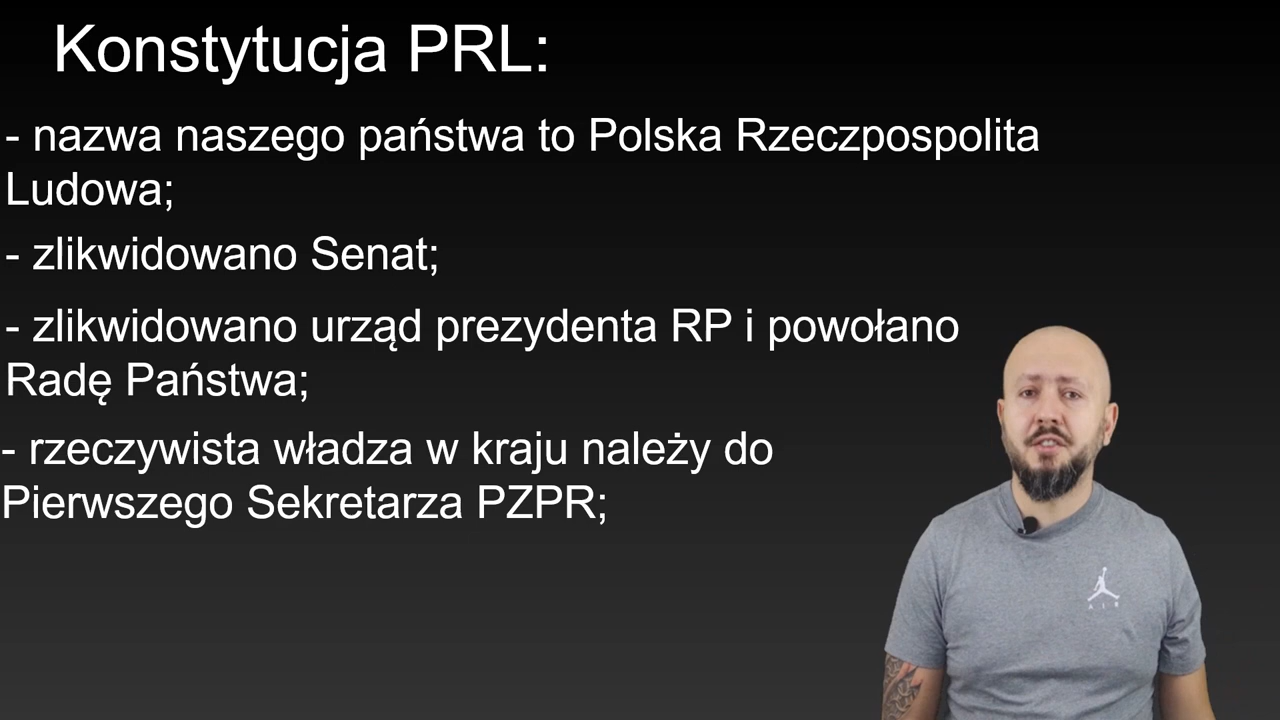 Konstytucja PRL:
- nazwa naszego państwa to Polska Rzeczpospolita
Ludowa;
- zlikwidowano Senat;
- zlikwidowano urząd prezydenta RP i powołano
Radę Państwa;
- rzeczywista władza w kraju należy do
Pierwszego Sekretarza PZPR;
AIR